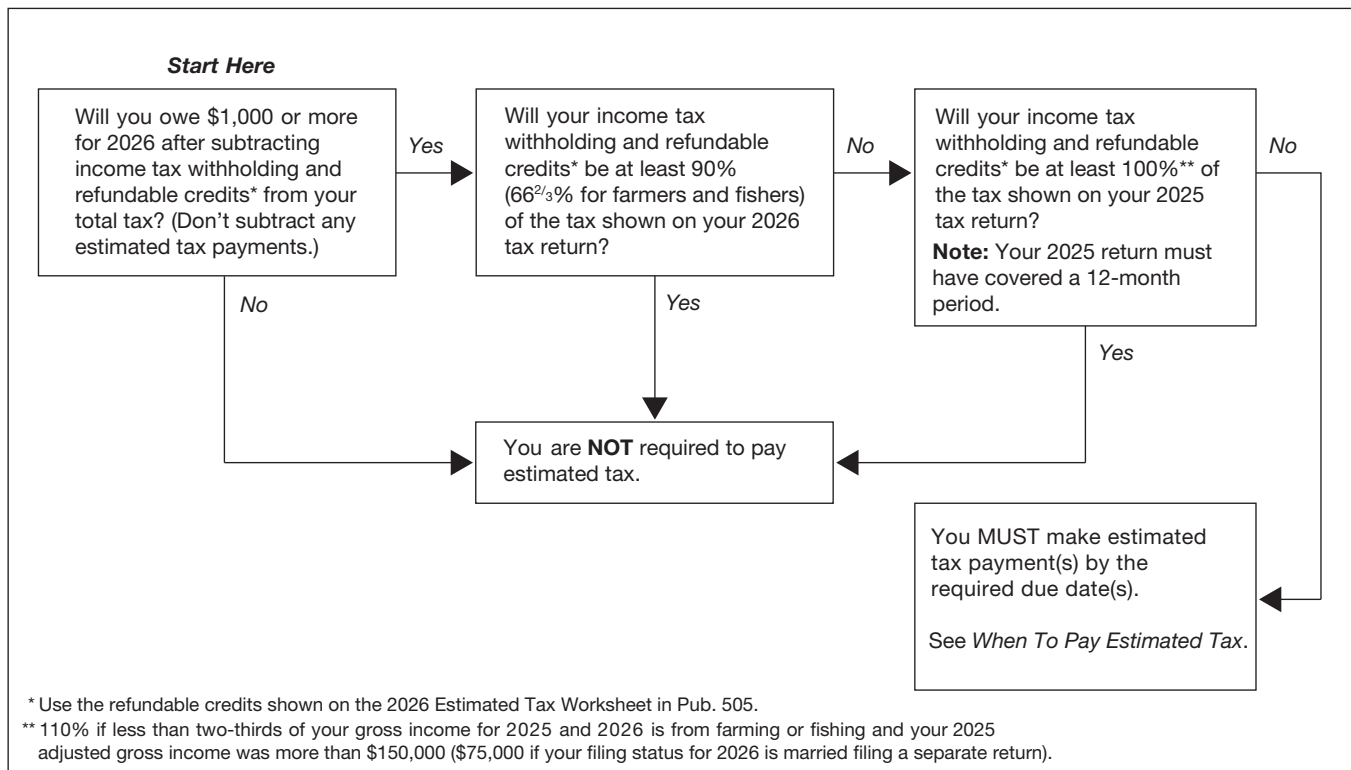 Start Here
Will you owe $1,000 or more
for 2026 after subtracting
income tax withholding and
refundable credits* from your
total tax? (Don’t subtract any
estimated tax payments.)
Yes
Will your income tax
withholding and refundable
credits* be at least 90%
(662/3% for farmers and fishers)
of the tax shown on your 2026
tax return?
No
Will your income tax
withholding and refundable
credits* be at least 100%** of
the tax shown on your 2025
tax return?
Note: Your 2025 return must
have covered a 12-month
period.
No
No
Yes
Yes
You are NOT required to pay
estimated tax.
You MUST make estimated
tax payment(s) by the
required due date(s).
See When To Pay Estimated Tax.
* Use the refundable credits shown on the 2026 Estimated Tax Worksheet in Pub. 505.
** 110% if less than two-thirds of your gross income for 2025 and 2026 is from farming or fishing and your 2025
adjusted gross income was more than $150,000 ($75,000 if your filing status for 2026 is married filing a separate return).